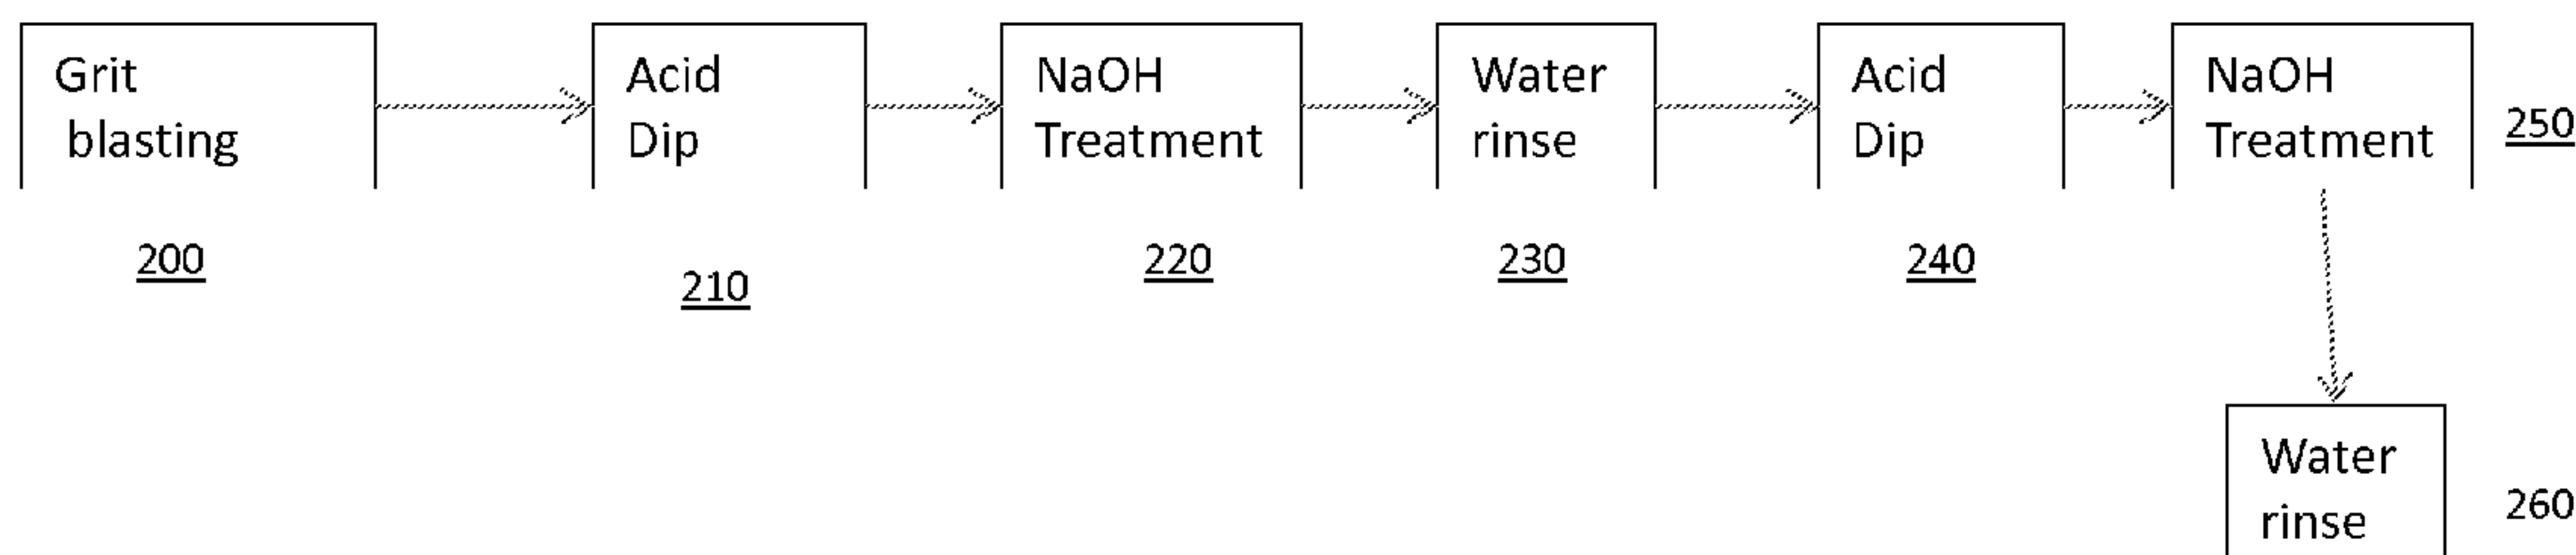 Grit
blasting
200
Acid
Dip
210
NaOH
Treatment
220
Water
rinse
230
Acid
Dip
240
NaOH
Treatment
250
Water
rinse
260